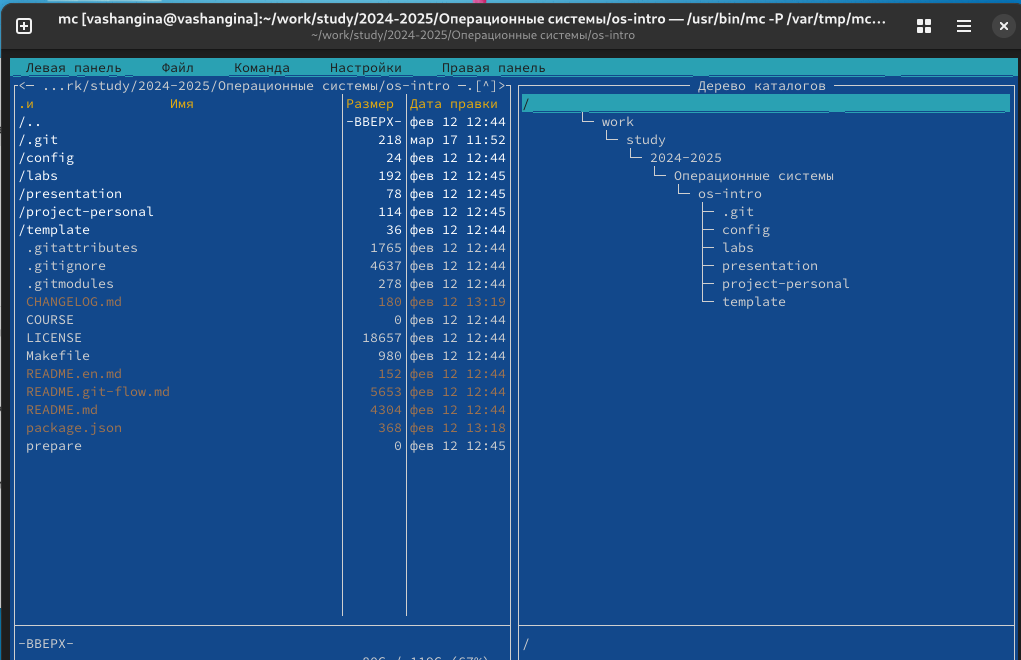 mc [vashangina@vashangina]:~/work/study/2024-2025/Операционные системы/os-intro — /usr/bin/mc -P /var/tmp/mc...
~/work/study/2024-2025/Операционные системы/os-intro
Левая панель Файл Команда Настройки Правая панель
<— ...rk/study/2024-2025/Операционные системы/os-intro —.[^]>
.и Имя Размер Дата правки
/.. -ВВЕРХ- фев 12 12:44
/.git 218 мар 17 11:52
/config 24 фев 12 12:44
/labs 192 фев 12 12:45
/presentation 78 фев 12 12:45
/project-personal 114 фев 12 12:45
/template 36 фев 12 12:44
.gitattributes 1765 фев 12 12:44
.gitignore 4637 фев 12 12:44
.gitmodules 278 фев 12 12:44
CHANGELOG.md 180 фев 12 13:19
COURSE 0 фев 12 12:44
LICENSE 18657 фев 12 12:44
Makefile 980 фев 12 12:44
README.en.md 152 фев 12 12:44
README.git-flow.md 5653 фев 12 12:44
README.md 4304 фев 12 12:44
package.json 368 фев 12 13:18
prepare 0 фев 12 12:45
-ВВЕРХ-
Дерево каталогов
/
work
study
2024-2025
Операционные системы
os-intro
.git
config
labs
presentation
project-personal
template
/